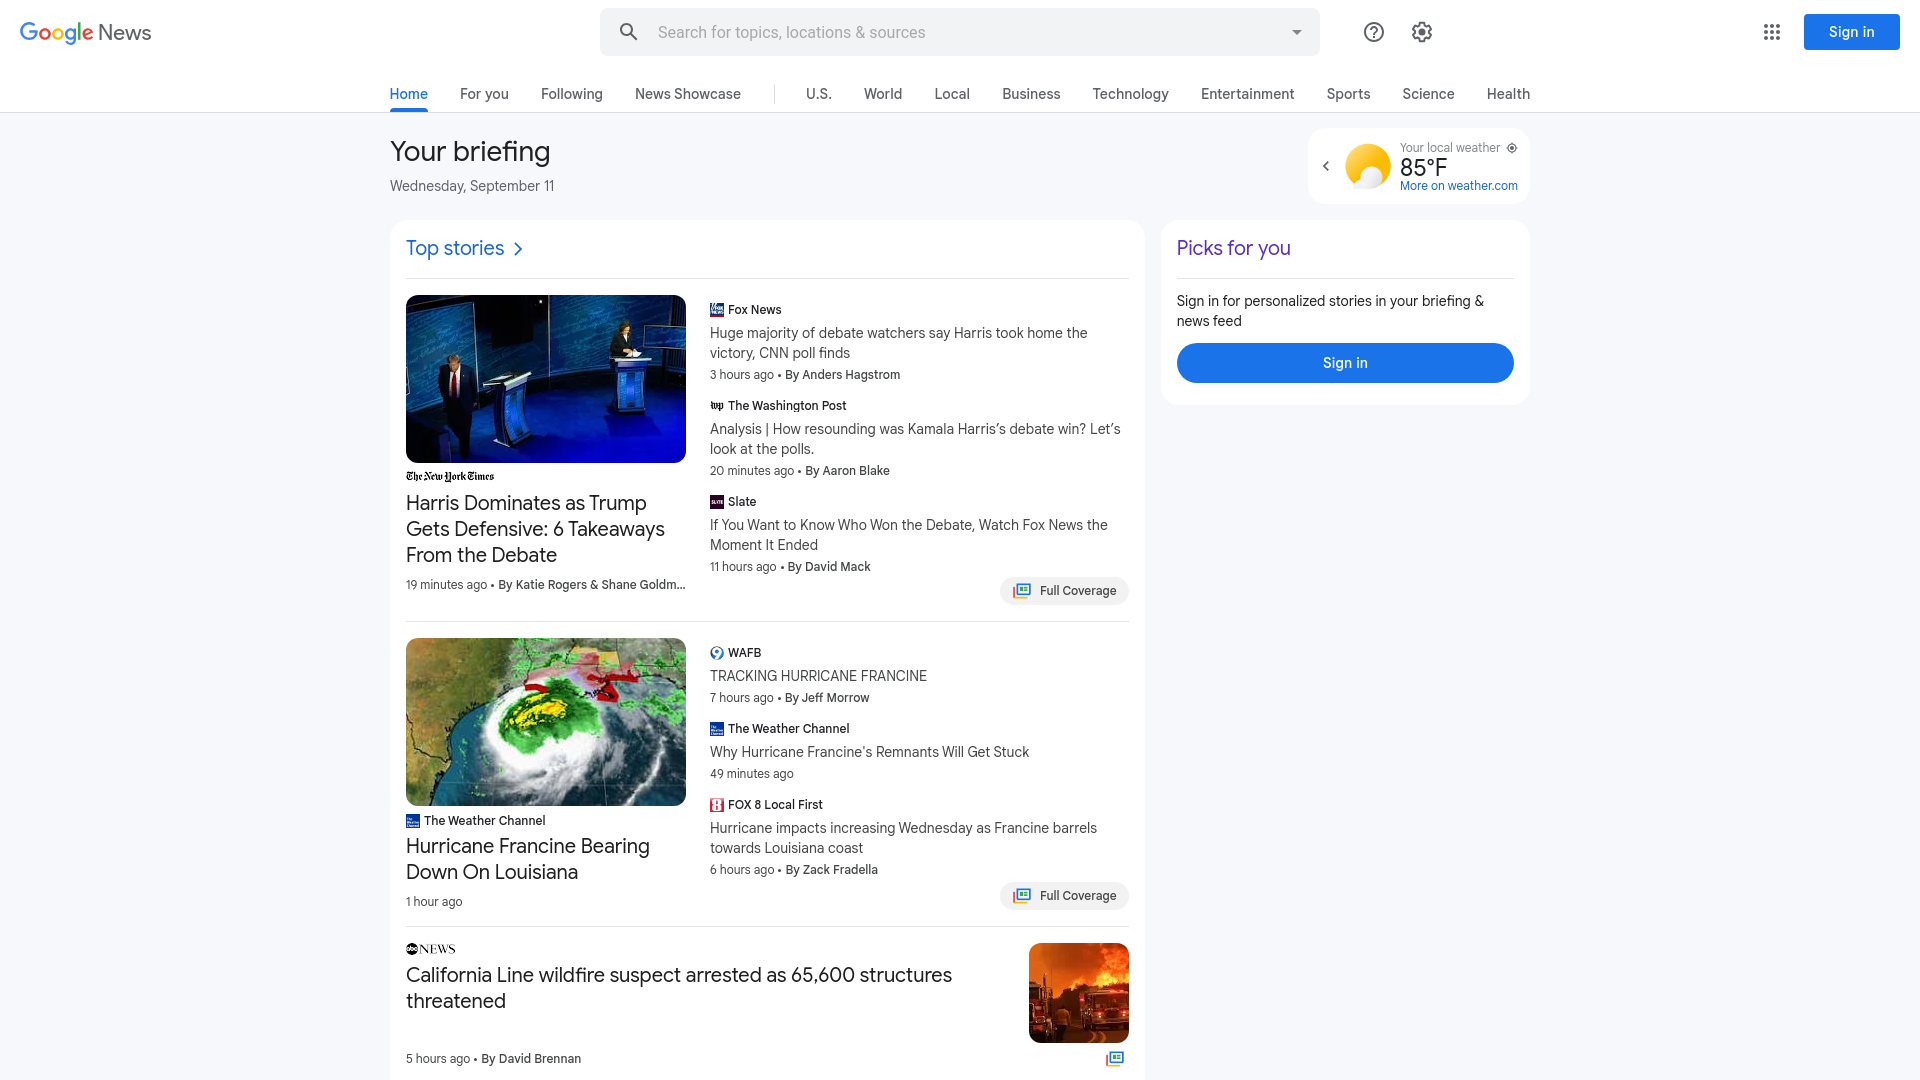 Google News
Search for topics, locations & sources
Sign in
Home
For you
Following
News Showcase
U.S.
World
Local
Business
Technology
Entertainment
Sports
Science
Health
Your briefing
Wednesday, September 11
Your local weather
85°F
More on weather.com
Top stories
The New York Times
Harris Dominates as Trump
Gets Defensive: 6 Takeaways
From the Debate
19 minutes ago • By Katie Rogers & Shane Goldm...
Fox News
Huge majority of debate watchers say Harris took home the
victory, CNN poll finds
3 hours ago • By Anders Hagstrom
The Washington Post
Analysis | How resounding was Kamala Harris’s debate win? Let’s
look at the polls.
20 minutes ago • By Aaron Blake
Slate
If You Want to Know Who Won the Debate, Watch Fox News the
Moment It Ended
11 hours ago • By David Mack
Full Coverage
The Weather Channel
Hurricane Francine Bearing
Down On Louisiana
1 hour ago
WAFB
TRACKING HURRICANE FRANCINE
7 hours ago • By Jeff Morrow
The Weather Channel
Why Hurricane Francine's Remnants Will Get Stuck
49 minutes ago
FOX 8 Local First
Hurricane impacts increasing Wednesday as Francine barrels
towards Louisiana coast
6 hours ago • By Zack Fradella
Full Coverage
abc NEWS
California Line wildfire suspect arrested as 65,600 structures
threatened
5 hours ago • By David Brennan
Picks for you
Sign in for personalized stories in your briefing &
news feed
Sign in